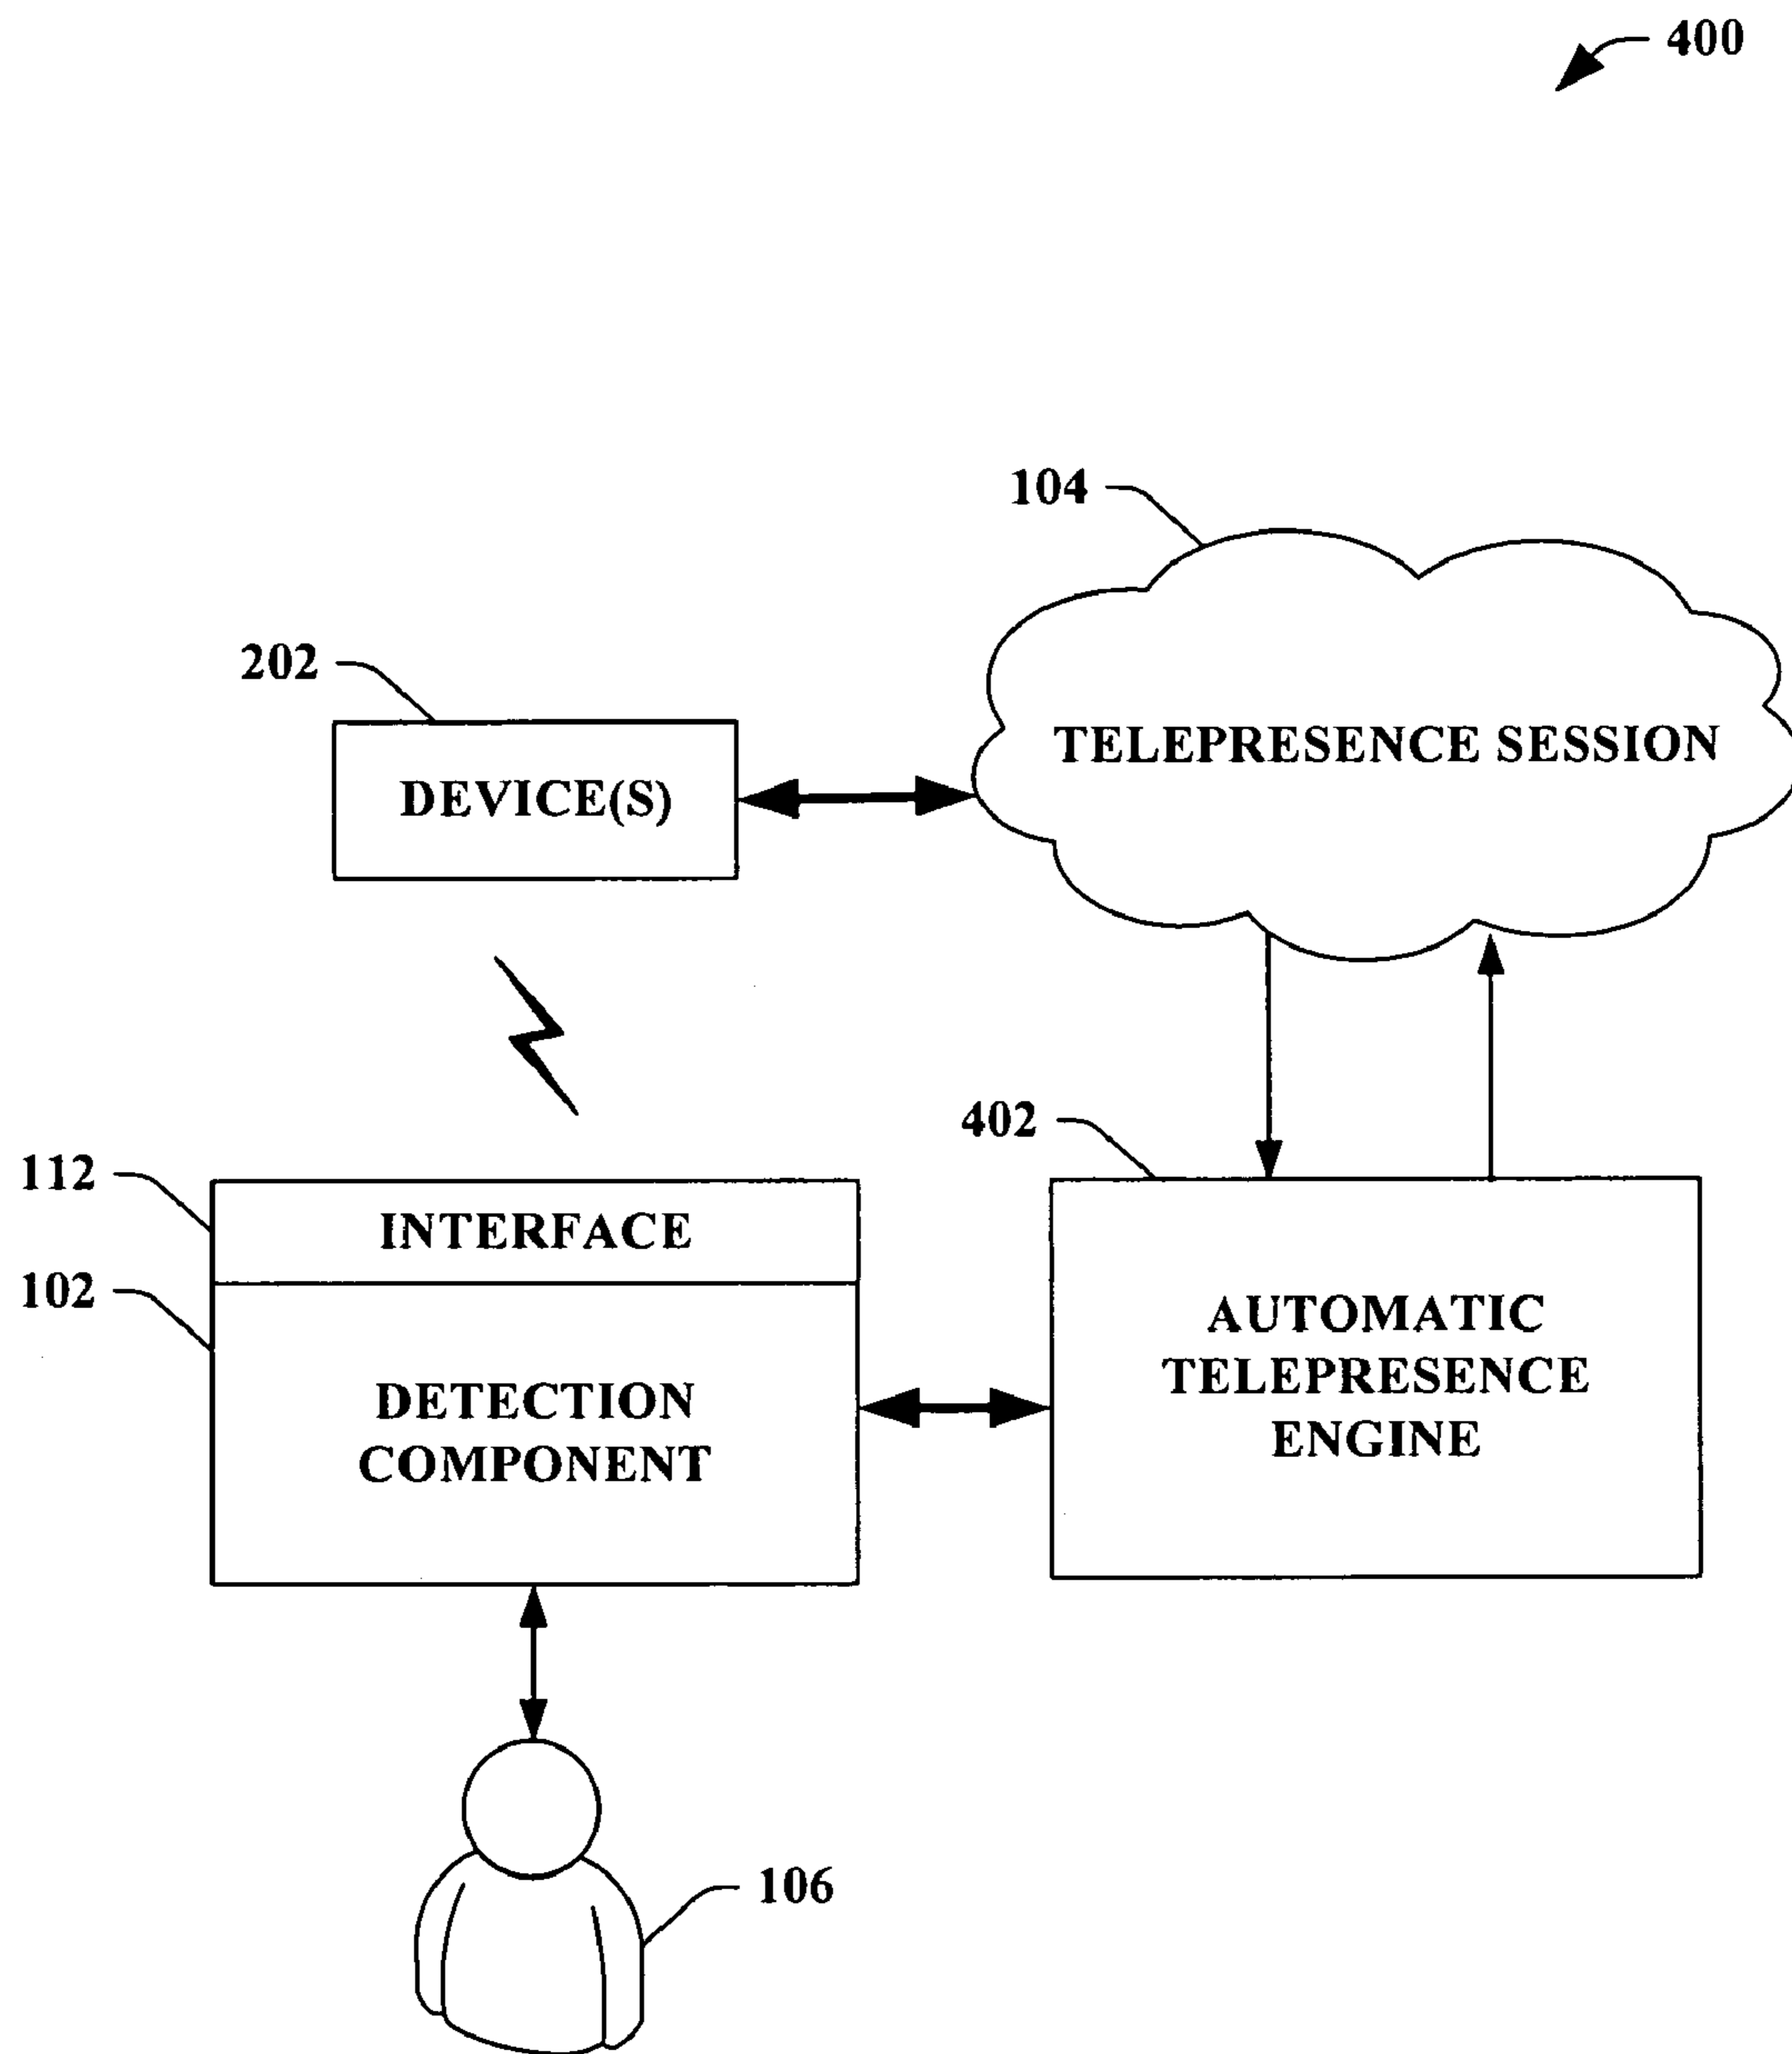 400
104
TELEPRESENCE SESSION
202
DEVICE(S)
402
112
INTERFACE
102
DETECTION
COMPONENT
AUTOMATIC
TELEPRESENCE
ENGINE
106